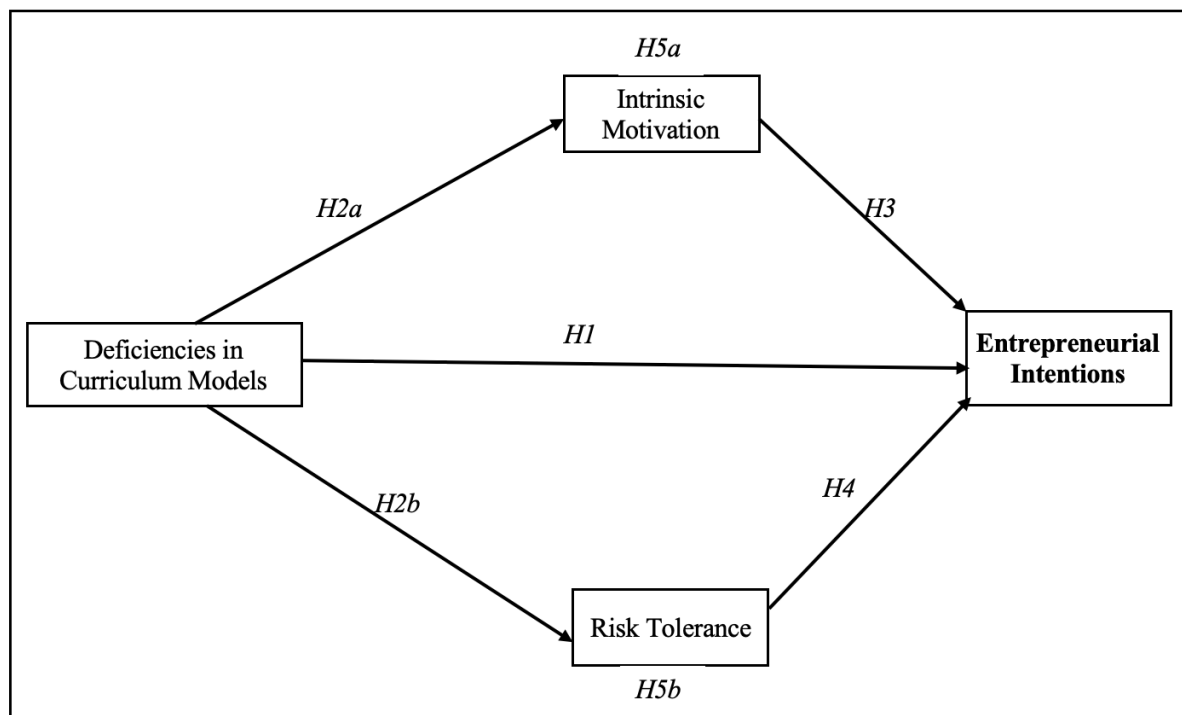 H5a
Intrinsic
Motivation
H2a
H3
Deficiencies in
Curriculum Models
H1
Entrepreneurial
Intentions
H2b
H4
Risk Tolerance
H5b